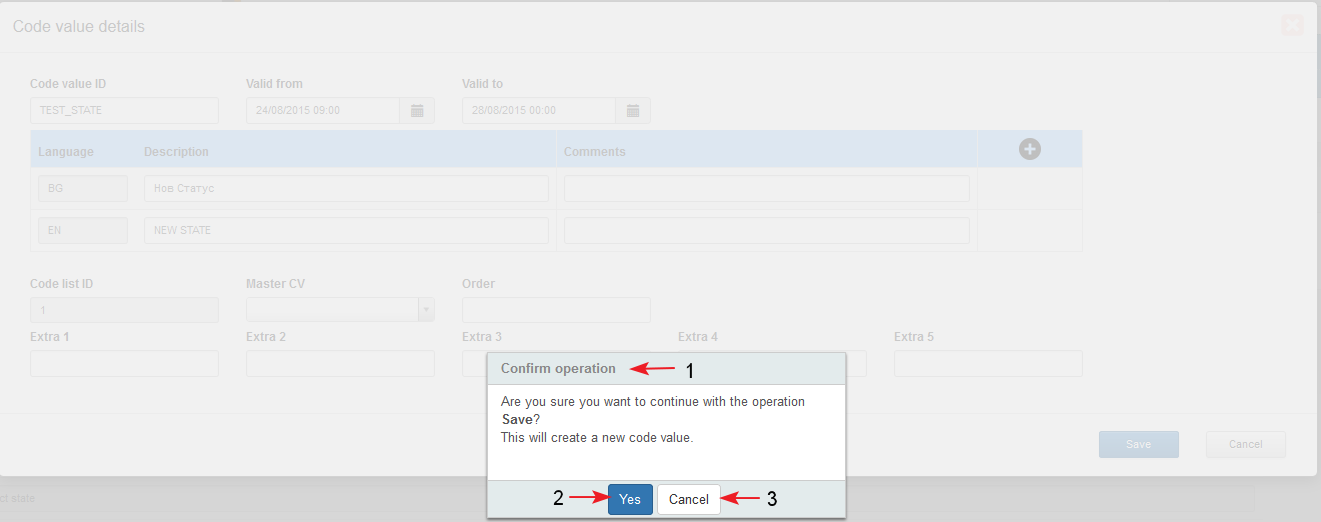 Code value details
Code value ID Valid from Valid to
TEST_STATE 24/08/2015 09:00 28/08/2015 00:00
Language Description Comments
BG Нов Статус
EN NEW STATE
Code list ID Master CV Order
1
Extra 1 Extra 2 Extra 3 Extra 4 Extra 5
Confirm operation 1
Are you sure you want to continue with the operation
Save?
This will create a new code value.
Save Cancel
2 Yes Cancel 3
ct state